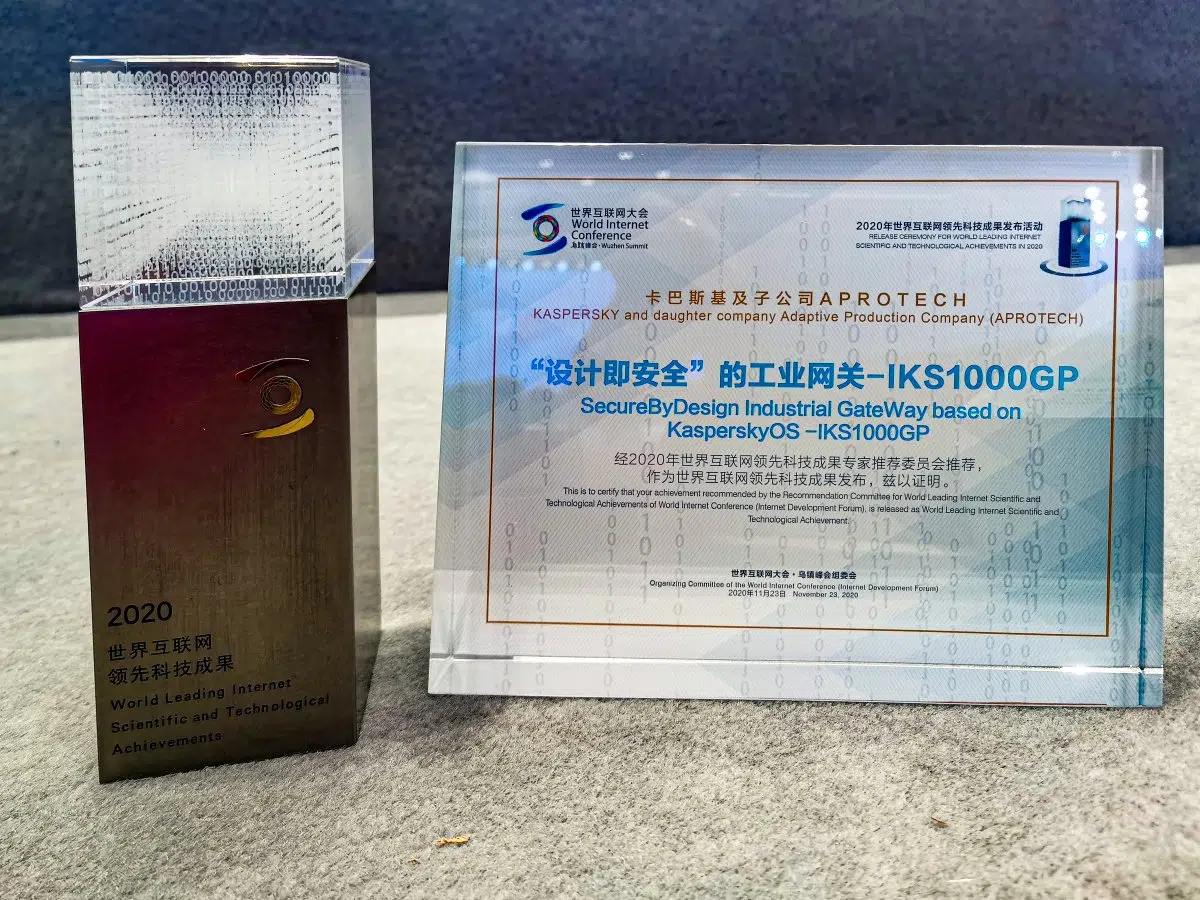 2020
世界互联网
领先科技成果
World Leading Internet
Scientific and Technological
Achievements
世界互联网大会
World Internet
Conference
乌镇峰会·Wuzhen Summit
2020年世界互联网领先科技成果发布活动
RELEASE CEREMONY FOR WORLD LEADING INTERNET
SCIENTIFIC AND TECHNOLOGICAL ACHIEVEMENTS IN 2020
卡巴斯基及子公司APROTECH
KASPERSKY and daughter company Adaptive Production Company (APROTECH)
“设计即安全”的工业网关-IKS1000GP
SecureByDesign Industrial GateWay based on
KasperskyOS -IKS1000GP
经2020年世界互联网领先科技成果专家推荐委员会推荐，
作为世界互联网领先科技成果发布，兹以证明。
This is to certify that your achievement recommended by the Recommendation Committee for World Leading Internet Scientific and
Technological Achievements of World Internet Conference (Internet Development Forum), is released as World Leading Internet Scientific and
Technological Achievement.
世界互联网大会·乌镇峰会组委会
Organizing Committee of the World Internet Conference (Internet Development Forum)
2020年11月23日 November 23, 2020